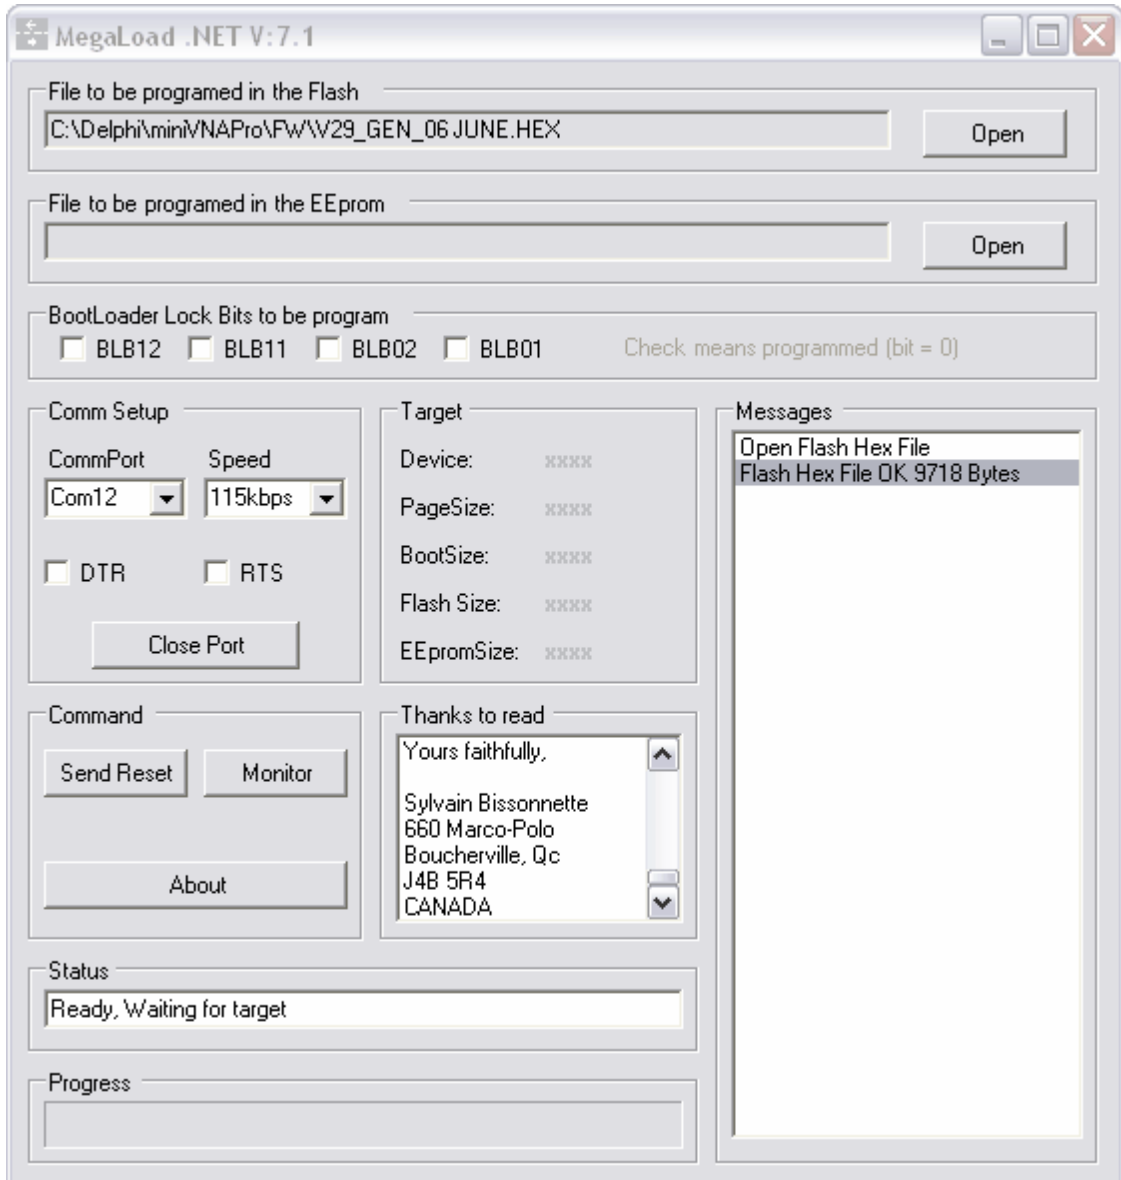 MegaLoad .NET V:7.1
File to be programed in the Flash
C:\Delphi\miniVNAPro\FW\V29_GEN_06 JUNE.HEX
Open
File to be programed in the EEprom
Open
BootLoader Lock Bits to be program
BLB12 BLB11 BLB02 BLB01 Check means programmed (bit = 0)
Comm Setup
CommPort Speed
Com12 115kbps
DTR RTS
Close Port
Target
Device: xxxx
PageSize: xxxx
BootSize: xxxx
Flash Size: xxxx
EEpromSize: xxxx
Messages
Open Flash Hex File
Flash Hex File OK 9718 Bytes
Command
Send Reset Monitor
About
Thanks to read
Yours faithfully,
Sylvain Bissonnette
660 Marco-Polo
Boucherville, Qc
J4B 5R4
CANADA
Status
Ready, Waiting for target
Progress